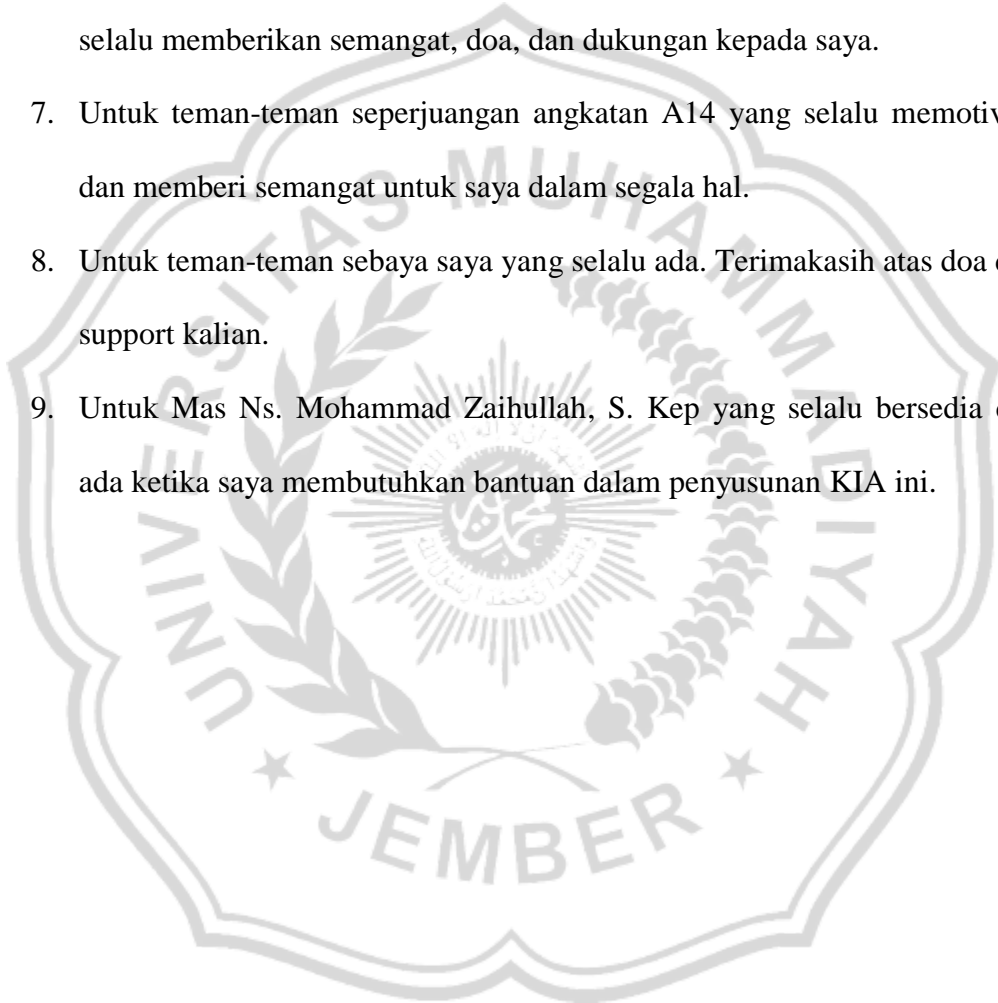 selalu memberikan semangat, doa, dan dukungan kepada saya.
7. Untuk teman-teman seperjuangan angkatan A14 yang selalu memotiv
dan memberi semangat untuk saya dalam segala hal.
8. Untuk teman-teman sebaya saya yang selalu ada. Terimakasih atas doa
support kalian.
9. Untuk Mas Ns. Mohammad Zaihullah, S. Kep yang selalu bersedia
ada ketika saya membutuhkan bantuan dalam penyusunan KIA ini.
UNIVERSITAS MUHAMMADIYAH
JEMBER